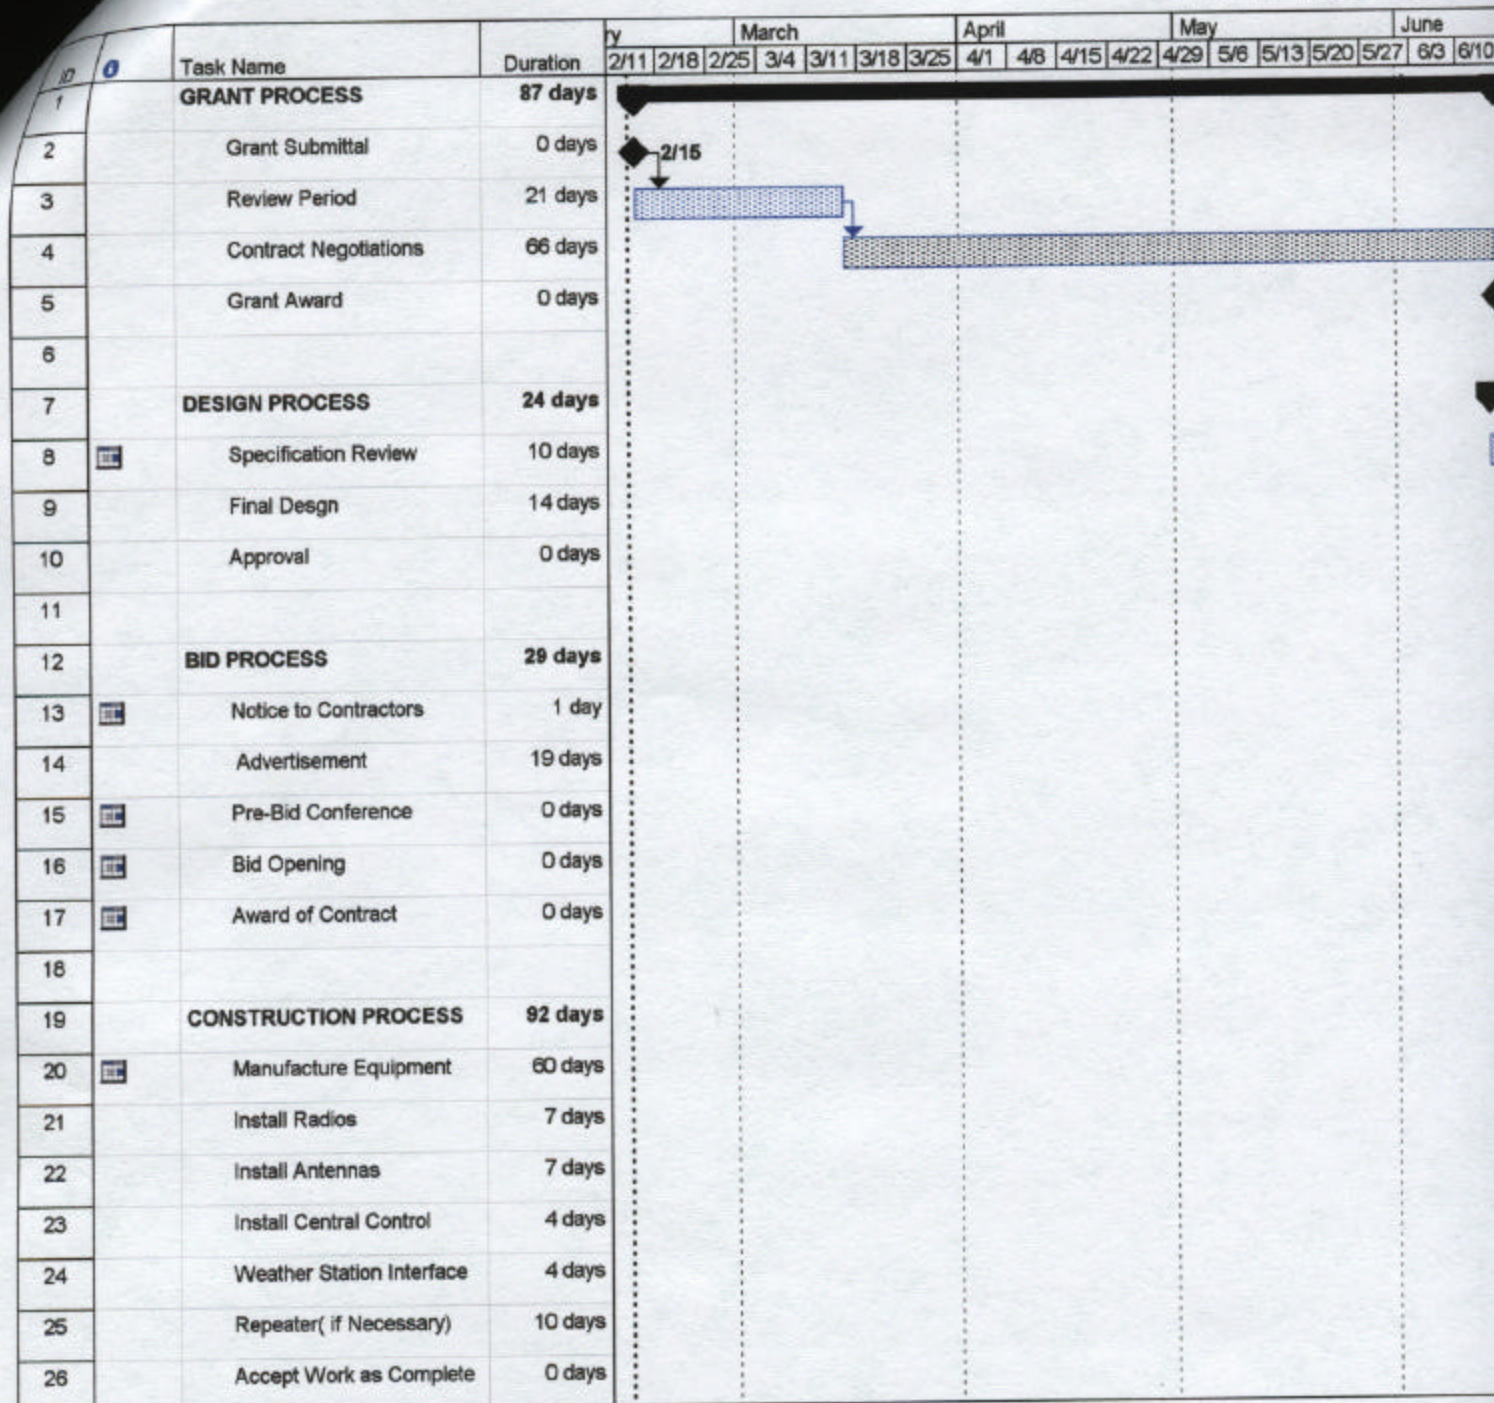 ry March April May June
ID Task Name Duration 2/11 2/18 2/25 3/4 3/11 3/18 3/25 4/1 4/8 4/15 4/22 4/29 5/6 5/13 5/20 5/27 6/3 6/10
1 GRANT PROCESS 87 days
2 Grant Submittal 0 days 2/15
3 Review Period 21 days
4 Contract Negotiations 66 days
5 Grant Award 0 days
6
7 DESIGN PROCESS 24 days
8 Specification Review 10 days
9 Final Desgn 14 days
10 Approval 0 days
11
12 BID PROCESS 29 days
13 Notice to Contractors 1 day
14 Advertisement 19 days
15 Pre-Bid Conference 0 days
16 Bid Opening 0 days
17 Award of Contract 0 days
18
19 CONSTRUCTION PROCESS 92 days
20 Manufacture Equipment 60 days
21 Install Radios 7 days
22 Install Antennas 7 days
23 Install Central Control 4 days
24 Weather Station Interface 4 days
25 Repeater( if Necessary) 10 days
26 Accept Work as Complete 0 days